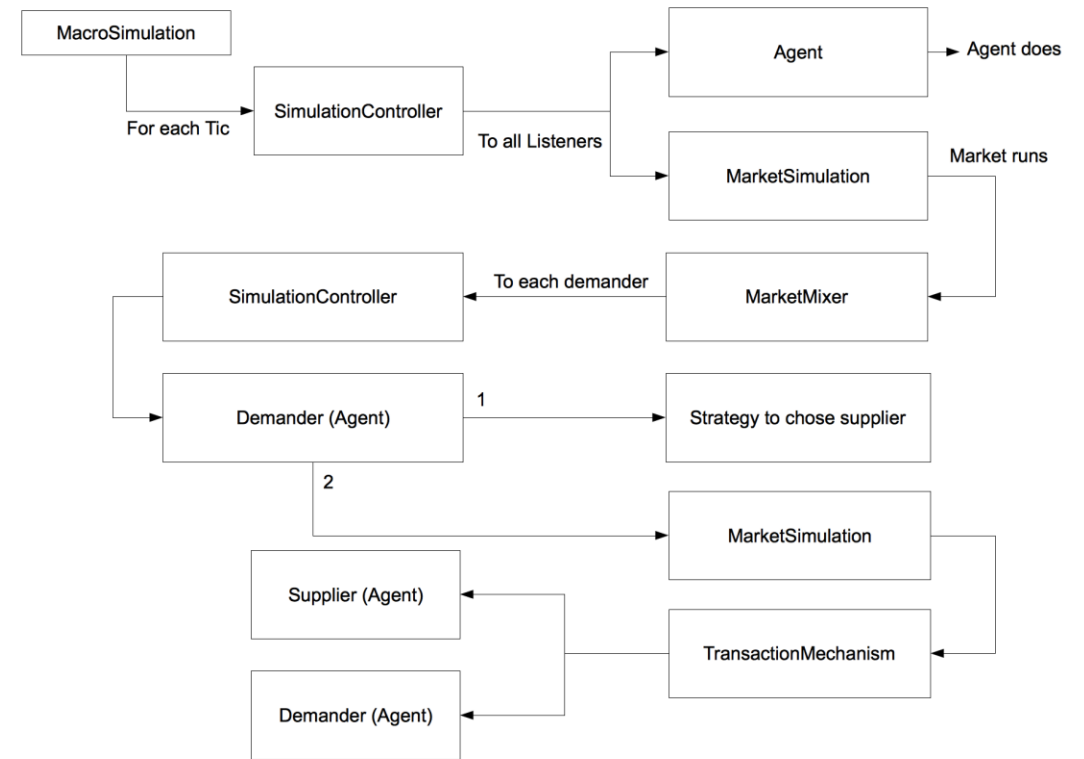 MacroSimulation
Agent
Agent does
For each Tic
SimulationController
To all Listeners
Market runs
MarketSimulation
SimulationController
To each demander
MarketMixer
Demander (Agent)
1
Strategy to chose supplier
2
MarketSimulation
Supplier (Agent)
TransactionMechanism
Demander (Agent)